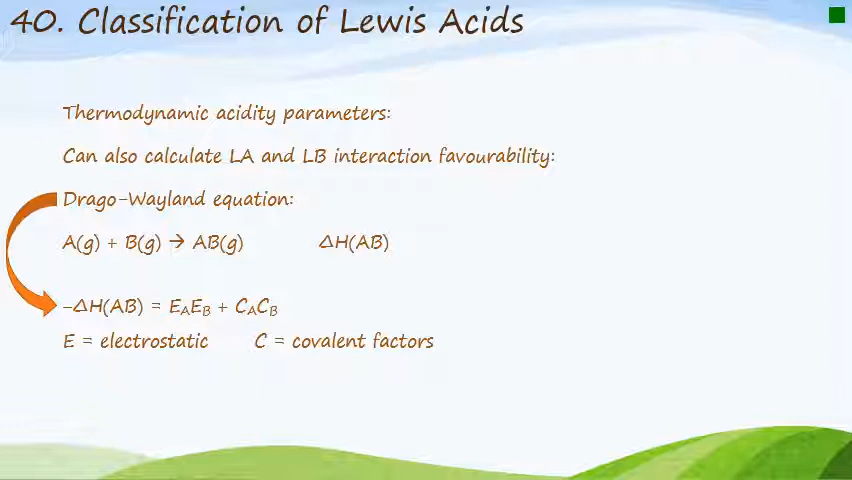 40. Classification of Lewis Acids
Thermodynamic acidity parameters:
Can also calculate LA and LB interaction favourability:
Drago-Wayland equation:
A(g) + B(g) → AB(g) ΔH(AB)
-ΔH(AB) = EAEB + CACB
E = electrostatic C = covalent factors